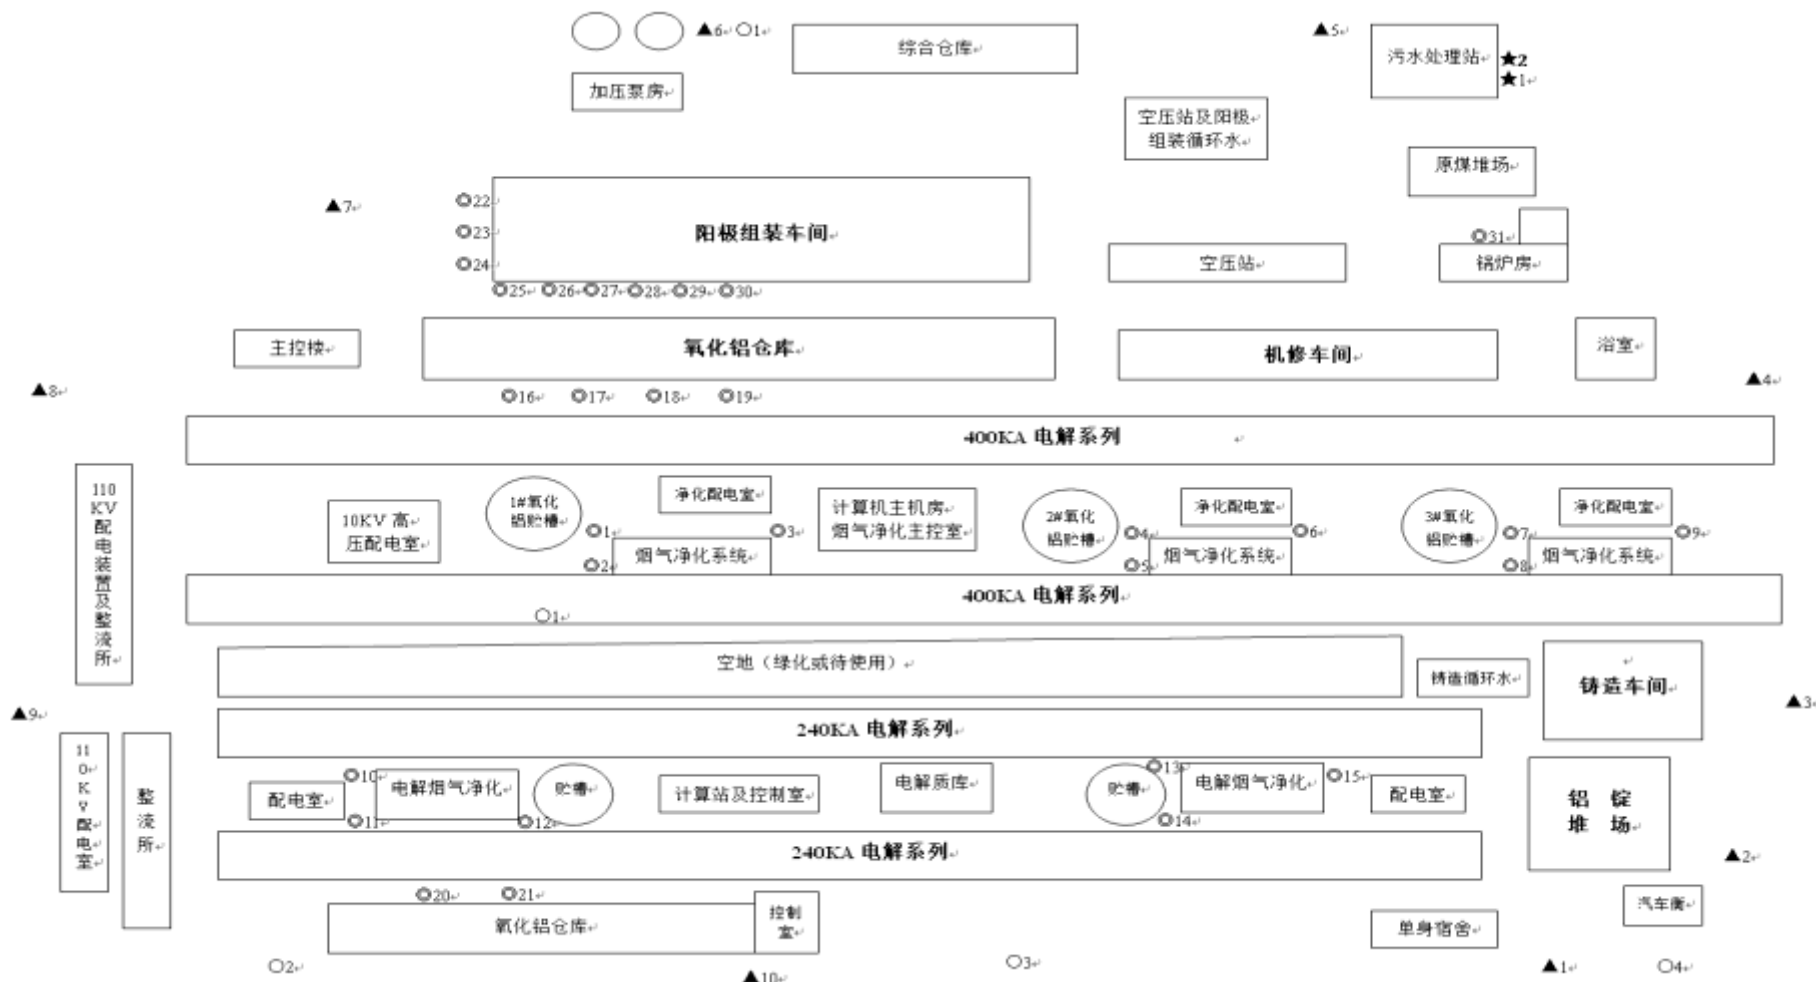 ▲6 ○1
综合仓库
▲5
污水处理站
★2
★1
加压泵房
空压站及阳极
组装循环水
原煤堆场
▲7
◎22
◎23
◎24
阳极组装车间
◎31
空压站
锅炉房
◎25 ◎26 ◎27 ◎28 ◎29 ◎30
主控楼
氧化铝仓库
机修车间
浴室
▲8
▲4
◎16 ◎17 ◎18 ◎19
400KA 电解系列
110
KV
配
电
装
置
及
整
流
所
10KV 高
压配电室
1#氧化
铝贮槽
净化配电室
◎1
◎2
◎3
烟气净化系统
计算机主机房
烟气净化主控室
2#氧化
铝贮槽
净化配电室
◎4
◎5
◎6
烟气净化系统
3#氧化
铝贮槽
净化配电室
◎7
◎8
◎9
烟气净化系统
400KA 电解系列
○1
空地（绿化或待使用）
铸造循环水
铸造车间
▲9
▲3
240KA 电解系列
11
0K
V
配
电
室
整
流
所
配电室
◎10
◎11
电解烟气净化
◎12
贮槽
计算站及控制室
电解质库
贮槽
◎13
◎14
电解烟气净化
◎15
配电室
铝 锭
堆 场
240KA 电解系列
▲2
◎20 ◎21
氧化铝仓库
控制
室
单身宿舍
汽车衡
○2
▲10
○3
▲1
○4